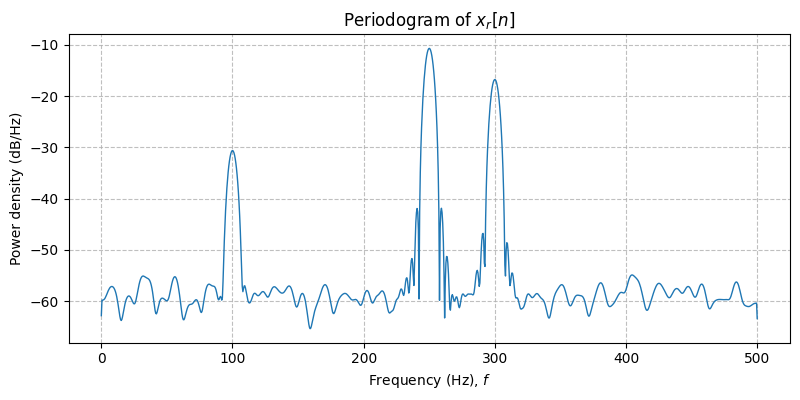 Periodogram of $x_r[n]$
Power density (dB/Hz)
−10
−20
−30
−40
−50
−60
0 100 200 300 400 500
Frequency (Hz), $f$